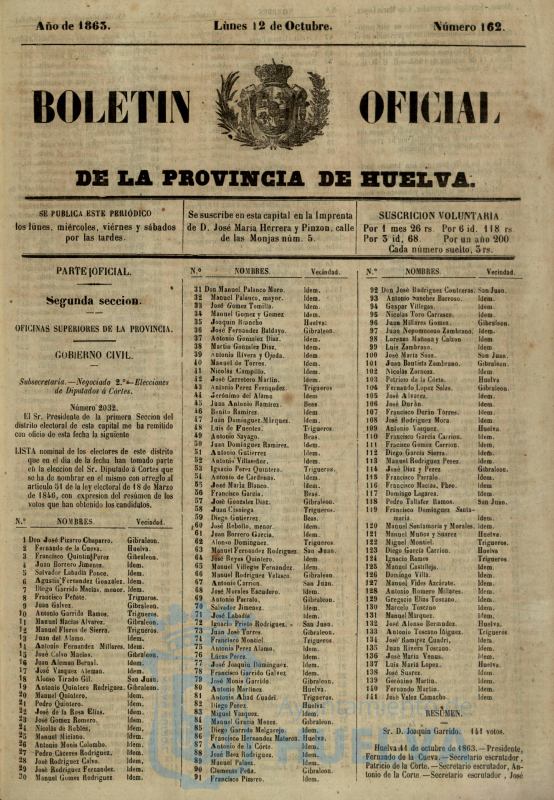 Año de 1863. Lúnes 12 de Octubre. Número 162.
BOLETIN OFICIAL
DE LA PROVINCIA DE HUELVA.
SE PUBLICA ESTE PERIÓDICO
los lúnes, miércoles, viérnes y sábados
por las tardes.
Se suscribe en esta capital en la Imprenta
de D. José María Herrera y Pinzon, calle
de las Monjas núm. 5.
SUSCRICION VOLUNTARIA
Por 1 mes 26 rs. Por 6 id. 118 rs
Por 3 id, 68. Por un año 200
Cada número suelto, 3 rs.
PARTE OFICIAL.
Segunda seccion.
OFICINAS SUPERIORES DE LA PROVINCIA.
GOBIERNO CIVIL.
Subsecretaría.—Negociado 2.º—Elecciones
de Diputados á Córtes.
Número 2032.
El Sr. Presidente de la primera Seccion del
distrito electoral de esta capital me ha remitido
con oficio de esta fecha la siguiente
LISTA nominal de los electores de este distrito
que en el dia de la fecha han tomado parte
en la eleccion del Sr. Diputado á Córtes que
se ha de nombrar en el mismo con arreglo al
artículo 51 de la ley electoral de 18 de Marzo
de 1846, con expresion del resúmen de los
votos que han obtenido los candidatos.
N.º NOMBRES. Vecindad.
1 Don José Pizarro Chaparro. Gibraleon.
2 Fernando de la Cueva. Huelva.
3 Francisco Quintin Perez Gibraleon.
4 Juan Borrero Jimenez. Idem.
5 Salvador Labadía Ponce. Idem.
6 Agustin Fernandez Gonzalez. Idem.
7 Diego Garrido Macías, menor. Idem.
8 Francisco Peñate. Trigueros.
9 Juan Galvez. Gibraleon.
10 Antonio Garrido Ramos. Trigueros.
11 Manuel Macías Alvarez. Gibraleon.
12 Manuel Flores de Sierra. Trigueros.
13 Juan del Alamo. Idem.
14 Antonio Fernandez Millares. Idem.
15 José Calvo Macías. Gibraleon.
16 Juan Aleman Bernal. Idem.
17 José Vazquez Aleman. Idem.
18 Alonso Tirado Gil. San Juan.
19 Antonio Quintero Rodriguez. Gibraleon.
20 Manuel Quintero. Idem.
21 Pedro Quintero. Idem.
22 José de la Rosa Elías. Idem.
23 José Gomez Romero. Idem.
24 Nicolás de Robles. Idem.
25 Manuel Idem.
26 Antonio Monís Colombo. Idem.
27 Pedro Cáceres Rodriguez. Idem.
28 José Rodriguez Calvo. Idem.
29 José Rodriguez Fernandez. Idem.
30 Manuel Gomez Rodriguez. Idem.
N.º NOMBRES. Vecindad.
31 Don Manuel Palanco Moro. Idem.
32 Manuel Palanco, mayor. Idem.
33 José Gomez Tomilla. Idem.
34 Manuel Gomez y Gomez Idem.
35 Joaquin Riancho Huelva.
36 José Fernandez Baldayo. Gibraleon.
37 Antonio Gonzalez Diaz. Idem.
38 Martin Gonzalez Diaz. Idem.
39 Antonio Rivera y Ojeda. Idem.
40 Manuel de Torres. Idem.
41 Nicolás Campillo. Idem.
42 José Carretero Martin. Idem.
43 Antonio Perez Fernandez. Trigueros
44 Jerónimo del Alamo Idem.
45 Juan Antonio Ramirez. Beas
46 Benito Ramirez. Idem.
47 Juan Dominguez Márquez. Idem.
48 Luis de Fuentes. Trigueros.
49 Antonio Sayago. Beas.
50 Juan Dominguez Ramirez. Idem.
51 Antonio Gutierrez Idem.
52 Antonio Villaseñor. Idem.
53 Ignacio Perez Quintero. Trigueros.
54 Antonio de Cardenas. Idem.
55 José María Blanco. Idem.
56 Francisco García. Beas.
57 José Gonzalez Diaz. Gibraleon.
58 Juan Trigueros.
59 Diego Gutierrez. Beas.
60 José Rebollo, menor. Idem.
61 Juan Borrero García. Idem.
62 Alonso Dominguez. Trigueros.
63 Manuel Fernandez Rodriguez. San Juan.
64 José Reyes Quintero. Idem.
65 Manuel Villegas Fernandez. Idem.
66 Manuel Rodriguez Velazco. Gibraleon.
67 Antonio Carrion. San Juan.
68 José Morales Escudero. Idem.
69 Antonio Parralo. Gibraleon.
70 Salvador Jimenez. Idem.
71 José Labadía. Idem.
72 Ignacio Prieto Rodriguez. San Juan.
73 Juan José Torres Gibraleon.
74 Francisco Montiel. Trigueros.
75 Antonio Perez Alamo. Idem.
76 Lúcas Perez. Idem.
77 José Joaquin Dominguez. Idem.
78 Francisco Garrido Galvez Idem.
79 José Monís Garrido Gibraleon.
80 Antonio Martinez Huelva.
81 Antonio Trigueros.
82 Diego Perez. Huelva.
83 Miguel Vazquez. Idem.
84 Manuel Idem.
85 Diego Garrido Melgarejo. Idem.
86 Francisco Hernandez Mateos. Huelva.
87 Antonio de la Corte. Idem.
88 José Boza Rodriguez. Idem.
89 Manuel Palaez. Idem.
90 Clemente Peña. Gibraleon.
91 Francisco Pizarro. Idem.
N.º NOMBRES. Vecindad.
92 Don José Rodriguez Contreras. San Juan.
93 Antonio Sanchez Barroso. Idem.
94 Gaspar Villegas. Idem.
95 Nicolas Toro Carrasco. Idem.
96 Juan Millares Gomez. Gibraleon.
97 Juan Nepomuceno Zambrano. Idem.
98 Lorenzo Mañosa y Calzon Idem.
99 Luis Zambrano. Idem.
100 José María Saos. San Juan.
101 Juan Bautista Zambrano. Gibraleon.
102 Nicolas Zorneza. Idem.
103 Patricio de la Corte. Huelva
104 Fernando Lopez Salas. Gibraleon.
105 José Alvarez. Idem.
106 José Durán. Idem.
107 Francisco Durán Torres. Idem.
108 José Rodriguez Mora. Idem.
109 Antonio Vazquez. Huelva
110 Francisco García Carrion. Idem.
111 Francisco Gomez Carrion. Idem.
112 Diego García Sierra. Idem.
113 Manuel Rodriguez Perez. Idem.
114 José Diaz y Perez Gibraleon.
115 Francisco Parralo. Idem.
116 Francisco Macías, Pbro. Idem.
117 Domingo Lagares. Idem.
118 Pedro Tellafer Ramos. San Juan.
119 Francisco Dominguez Santa-
maría. Idem.
120 Manuel Santamaría y Morales. Idem.
121 Manuel Nuñez y Suarez Huelva.
122 Miguel Montiel. Trigueros.
123 Diego García Carrion Huelva.
124 Ignacio Ramos Trigueros.
125 Manuel Castillejo. Idem.
126 Domingo Villa. Idem.
127 Manuel Vides Azcárate. Idem.
128 Antonio Romero Millares. Idem.
129 Gregorio Elías Toscano. Idem.
130 Marcelo Toscano Idem.
131 Manuel Márquez. Idem.
132 José Alonso Bermudez. Huelva.
133 Antonio Toscano Iñiguez. Trigueros.
134 José Rampez Cuadri. Idem.
135 Juan Rivero Toscano. Idem.
136 José María Venus. Idem.
137 Luis María Lopez. Huelva.
138 José Suarez. Idem.
139 Gerónimo Martin. Idem.
140 Fernando Martin. Idem.
141 José Velez Camacho. Idem.
RESÚMEN.
Sr. D. Joaquin Garrido. 141 votos.
Huelva 11 de octubre de 1863.—Presidente,
Fernando de la Cueva.—Secretario escrutador,
Patricio de la Corte.—Secretario escrutador, An-
tonio de la Corte.—Secretario escrutador, José
Ayuntamiento de
HUELVA